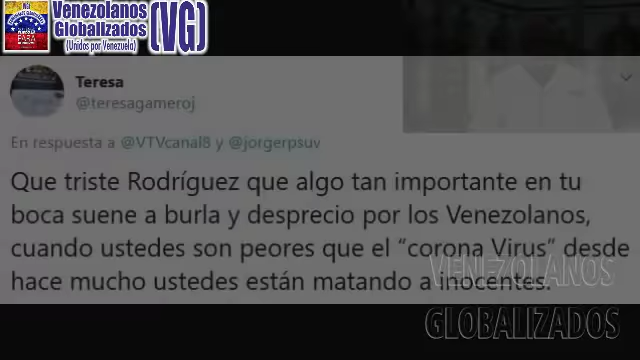 Venezolanos
Globalizados
(Unidos por Venezuela)
(VG)
Teresa
@teresagameroj
En respuesta a @VTVcanal8 y @jorgerpsuv
Que triste Rodríguez que algo tan importante en tu
boca suene a burla y desprecio por los Venezolanos,
cuando ustedes son peores que el “corona Virus” desde
hace mucho ustedes están matando a inocentes.
VENEZOLANOS
GLOBALIZADOS